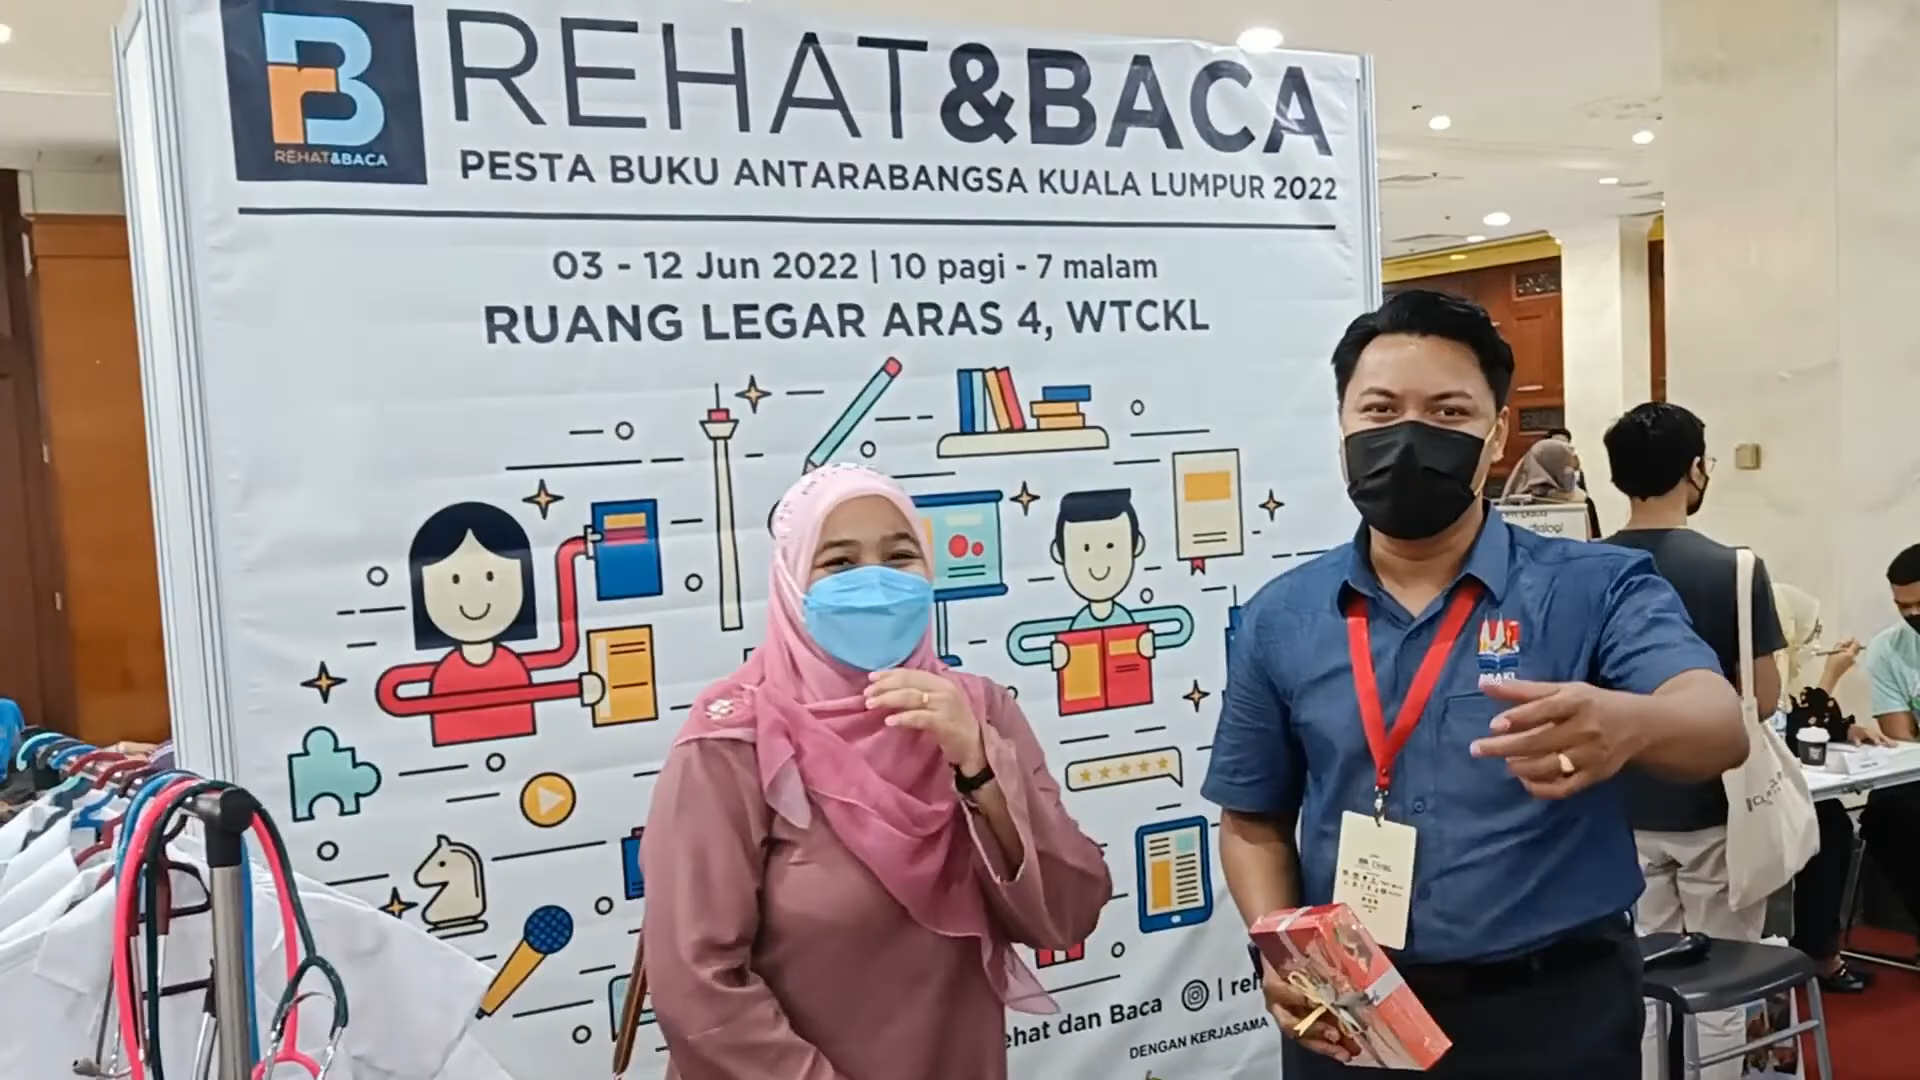 REHAT&BACA
REHAT&BACA
PESTA BUKU ANTARABANGSA KUALA LUMPUR 2022
03 - 12 Jun 2022 | 10 pagi - 7 malam
RUANG LEGAR ARAS 4, WTCKL
ehat dan Baca
| reh
DENGAN KERJASAMA